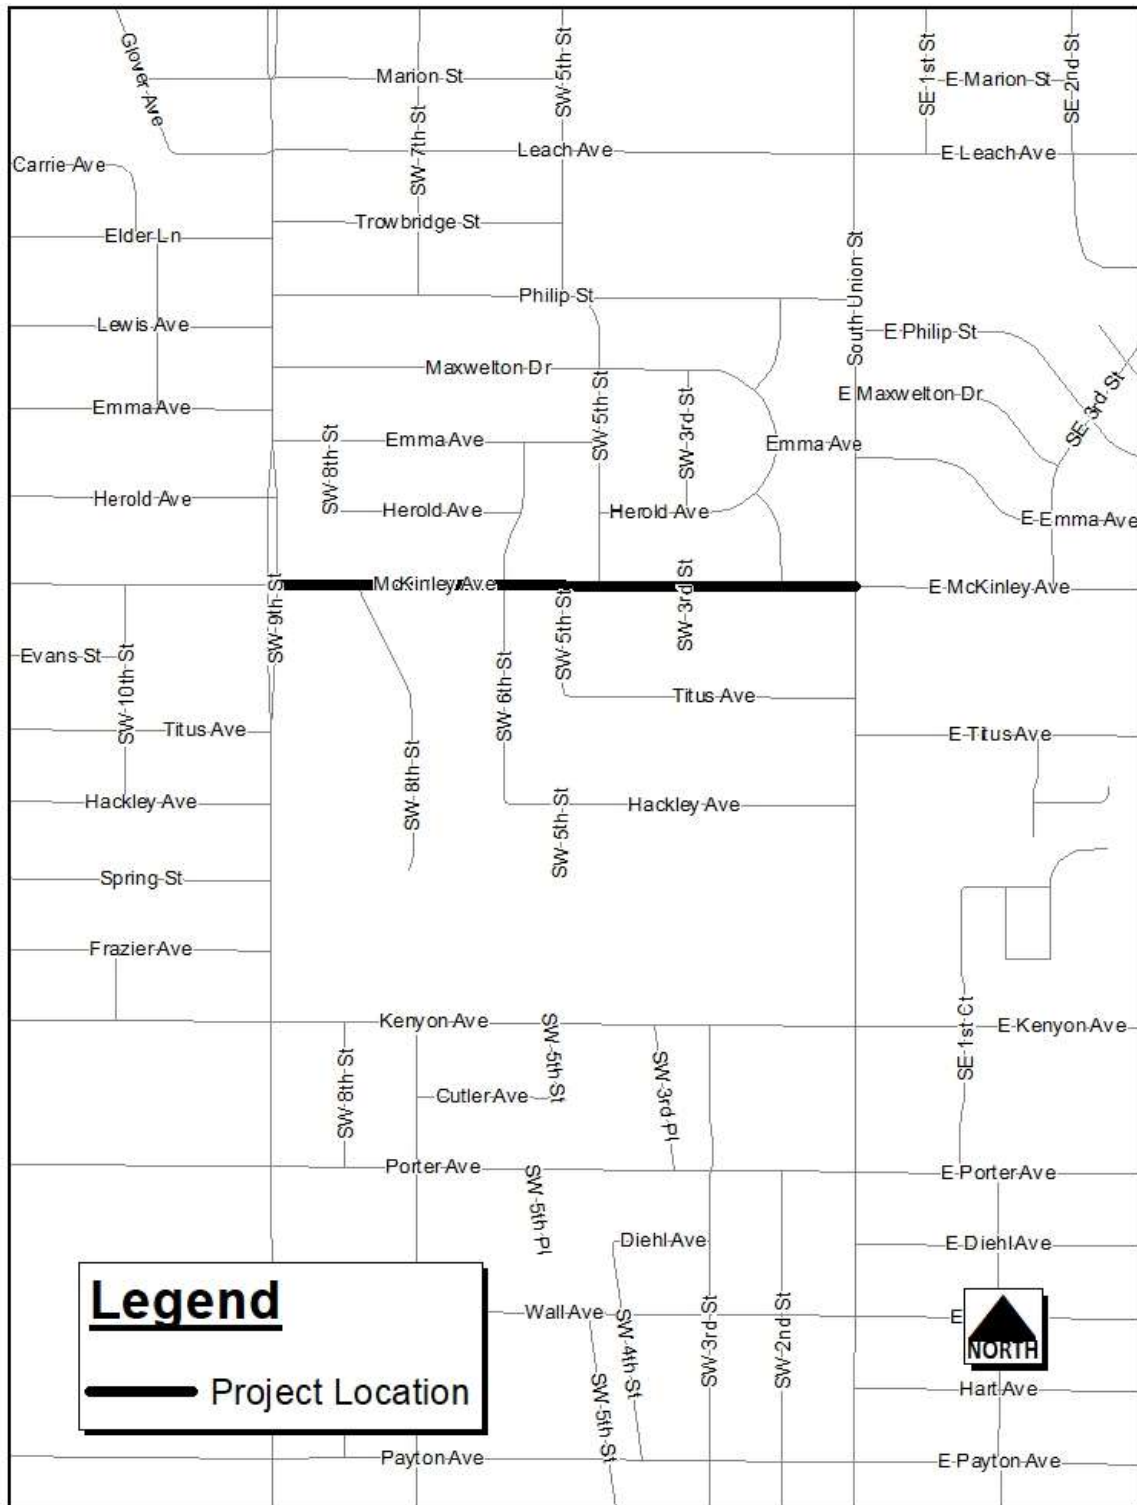 Glover Ave
SW 5th St
SE 1st St
SE 2nd St
Marion St
E Marion St
SW 7th St
Leach Ave
E Leach Ave
Carrie Ave
Trowbridge St
Elder Ln
South Union St
Philip St
E Philip St
Lewis Ave
Maxwelton Dr
E Maxwelton Dr
SE 3rd St
Emma Ave
SW 8th St
Emma Ave
SW 5th St
SW 3rd St
Emma Ave
Herold Ave
Herold Ave
Herold Ave
E Emma Ave
SW 9th St
McKinley Ave
SW 3rd St
E McKinley Ave
SW 5th St
Evans St
SW 10th St
SW 6th St
Titus Ave
Titus Ave
E Titus Ave
SW 8th St
Hackley Ave
SW 5th St
Hackley Ave
Spring St
Frazier Ave
Kenyon Ave
SW 5th St
E Kenyon Ave
SE 1st Ct
SW 8th St
Cutler Ave
SW 3rd Pl
Porter Ave
E Porter Ave
SW 5th Pl
Diehl Ave
E Diehl Ave
Legend
Wall Ave
SW 4th St
SW 3rd St
SW 2nd St
E
NORTH
Project Location
SW 5th St
Hart Ave
Payton Ave
E Payton Ave